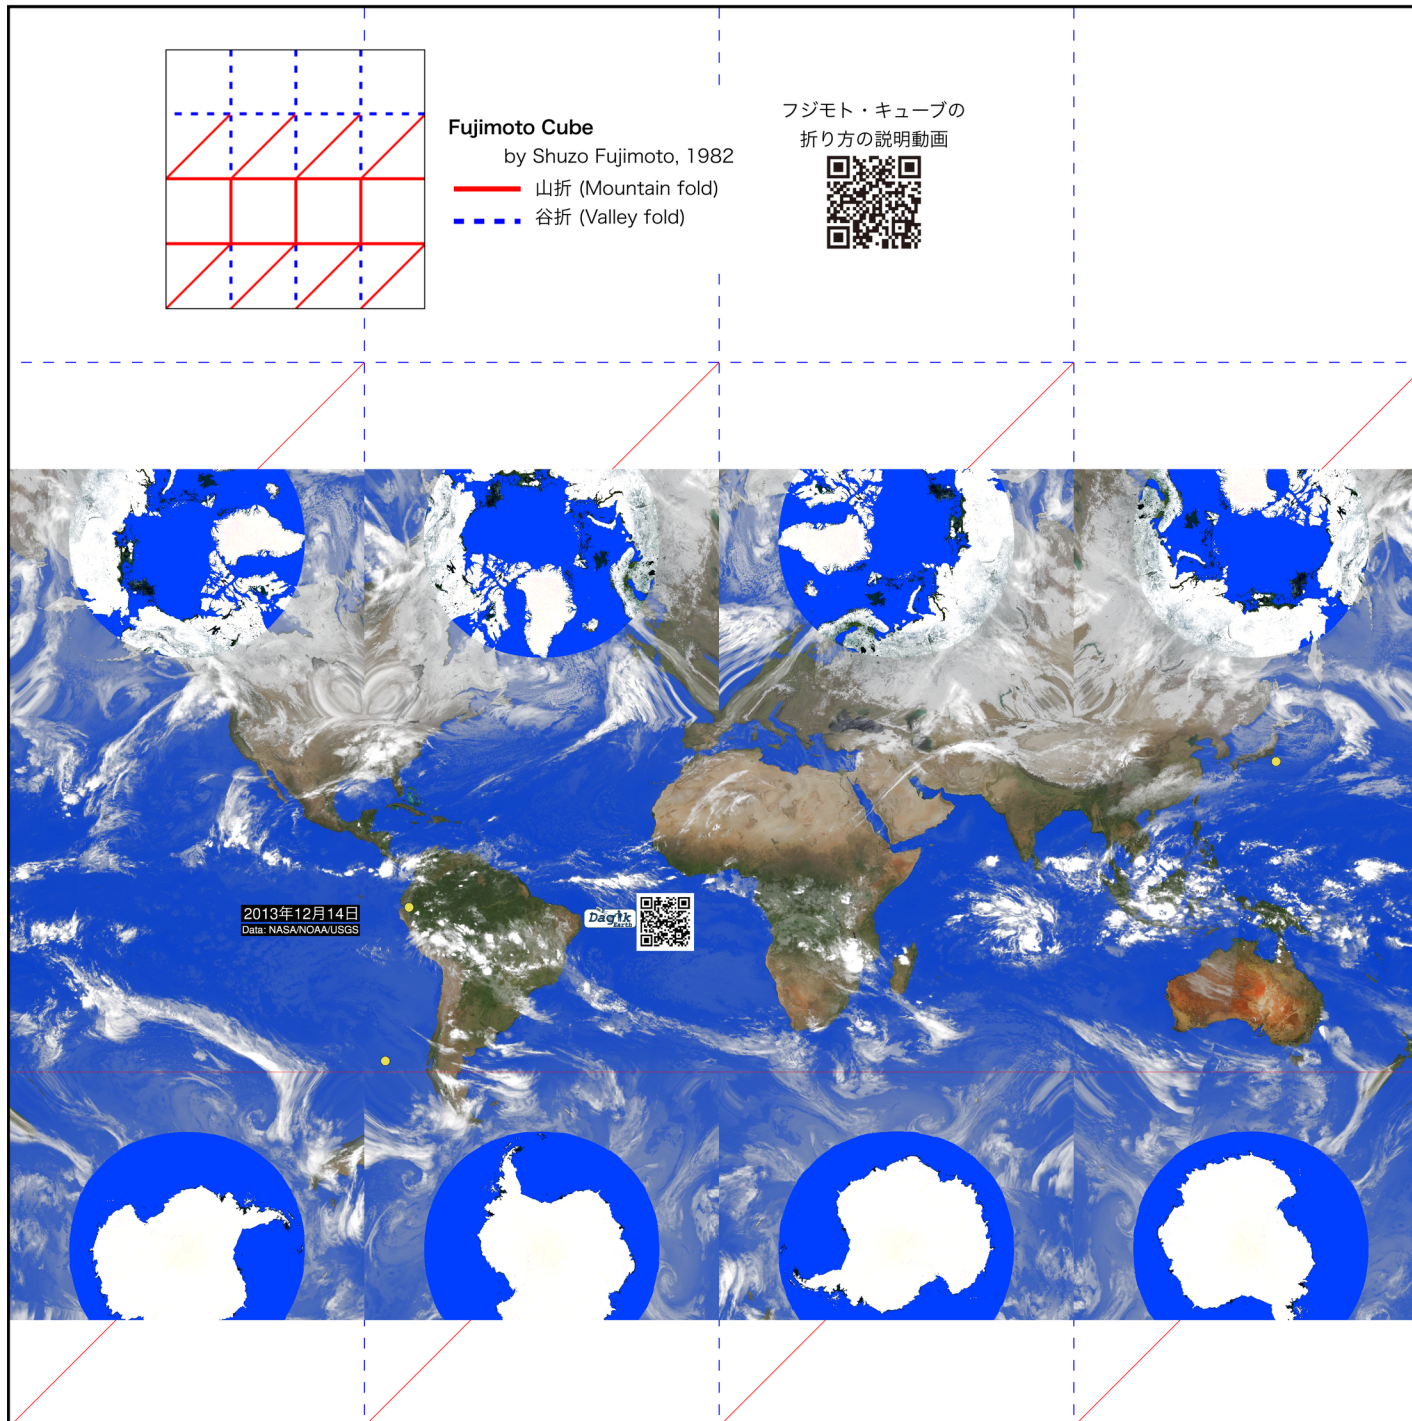 Fujimoto Cube
by Shuzo Fujimoto, 1982
山折 (Mountain fold)
谷折 (Valley fold)
フジモト・キューブの
折り方の説明動画
2013年12月14日
Data: NASA/NOAA/USGS
Dagik
Earth